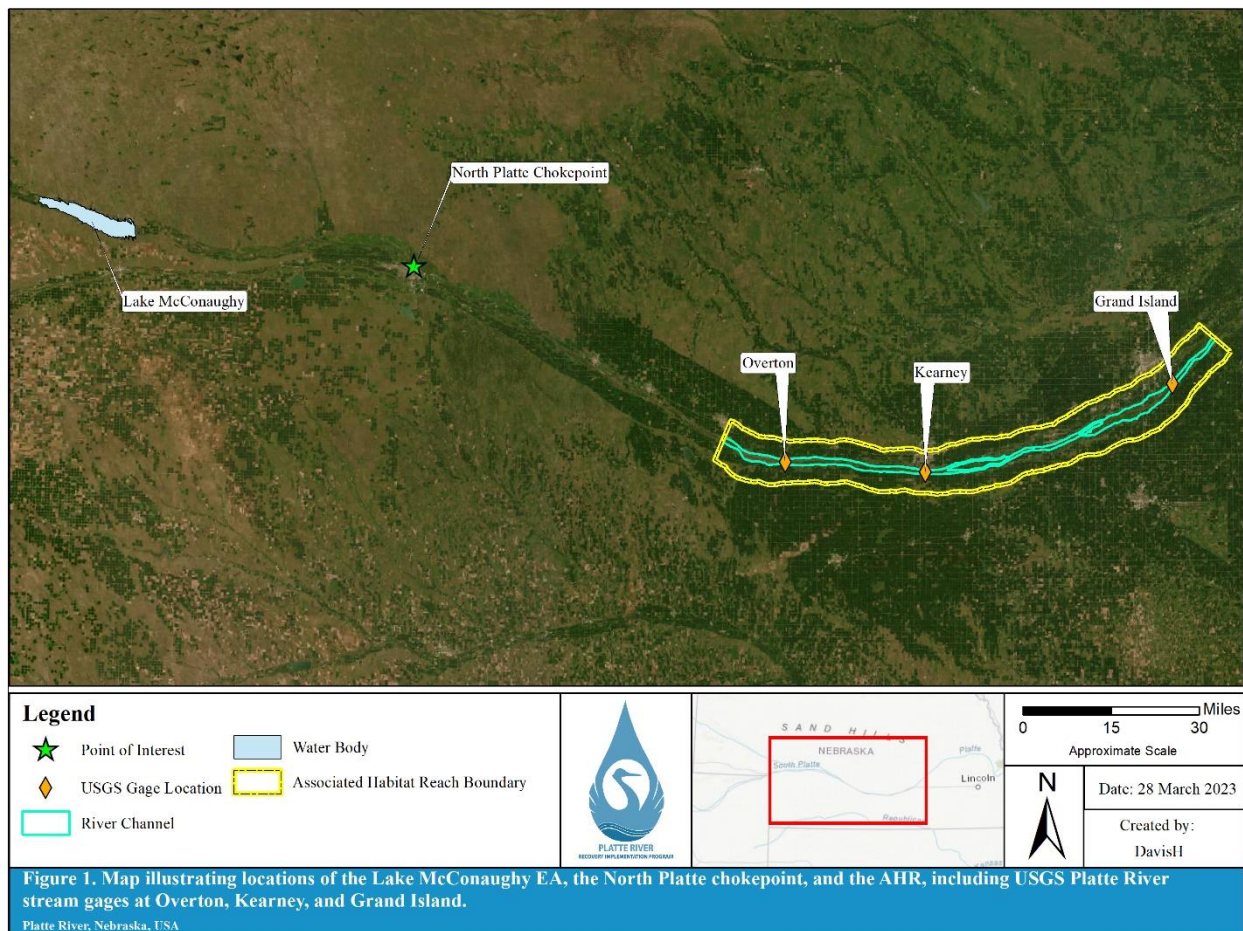 North Platte Chokepoint
Lake McConaughy
Grand Island
Overton
Kearney
Legend
Point of Interest
USGS Gage Location
River Channel
Water Body
Associated Habitat Reach Boundary
PLATTE RIVER
RECOVERY IMPLEMENTATION PROGRAM
SAND HILLS
NEBRASKA
South Platte
Platte
Lincoln
Miles
0 15 30
Approximate Scale
N
Date: 28 March 2023
Created by:
DavisH
Figure 1. Map illustrating locations of the Lake McConaughy EA, the North Platte chokepoint, and the AHR, including USGS Platte River
stream gages at Overton, Kearney, and Grand Island.
Platte River, Nebraska, USA